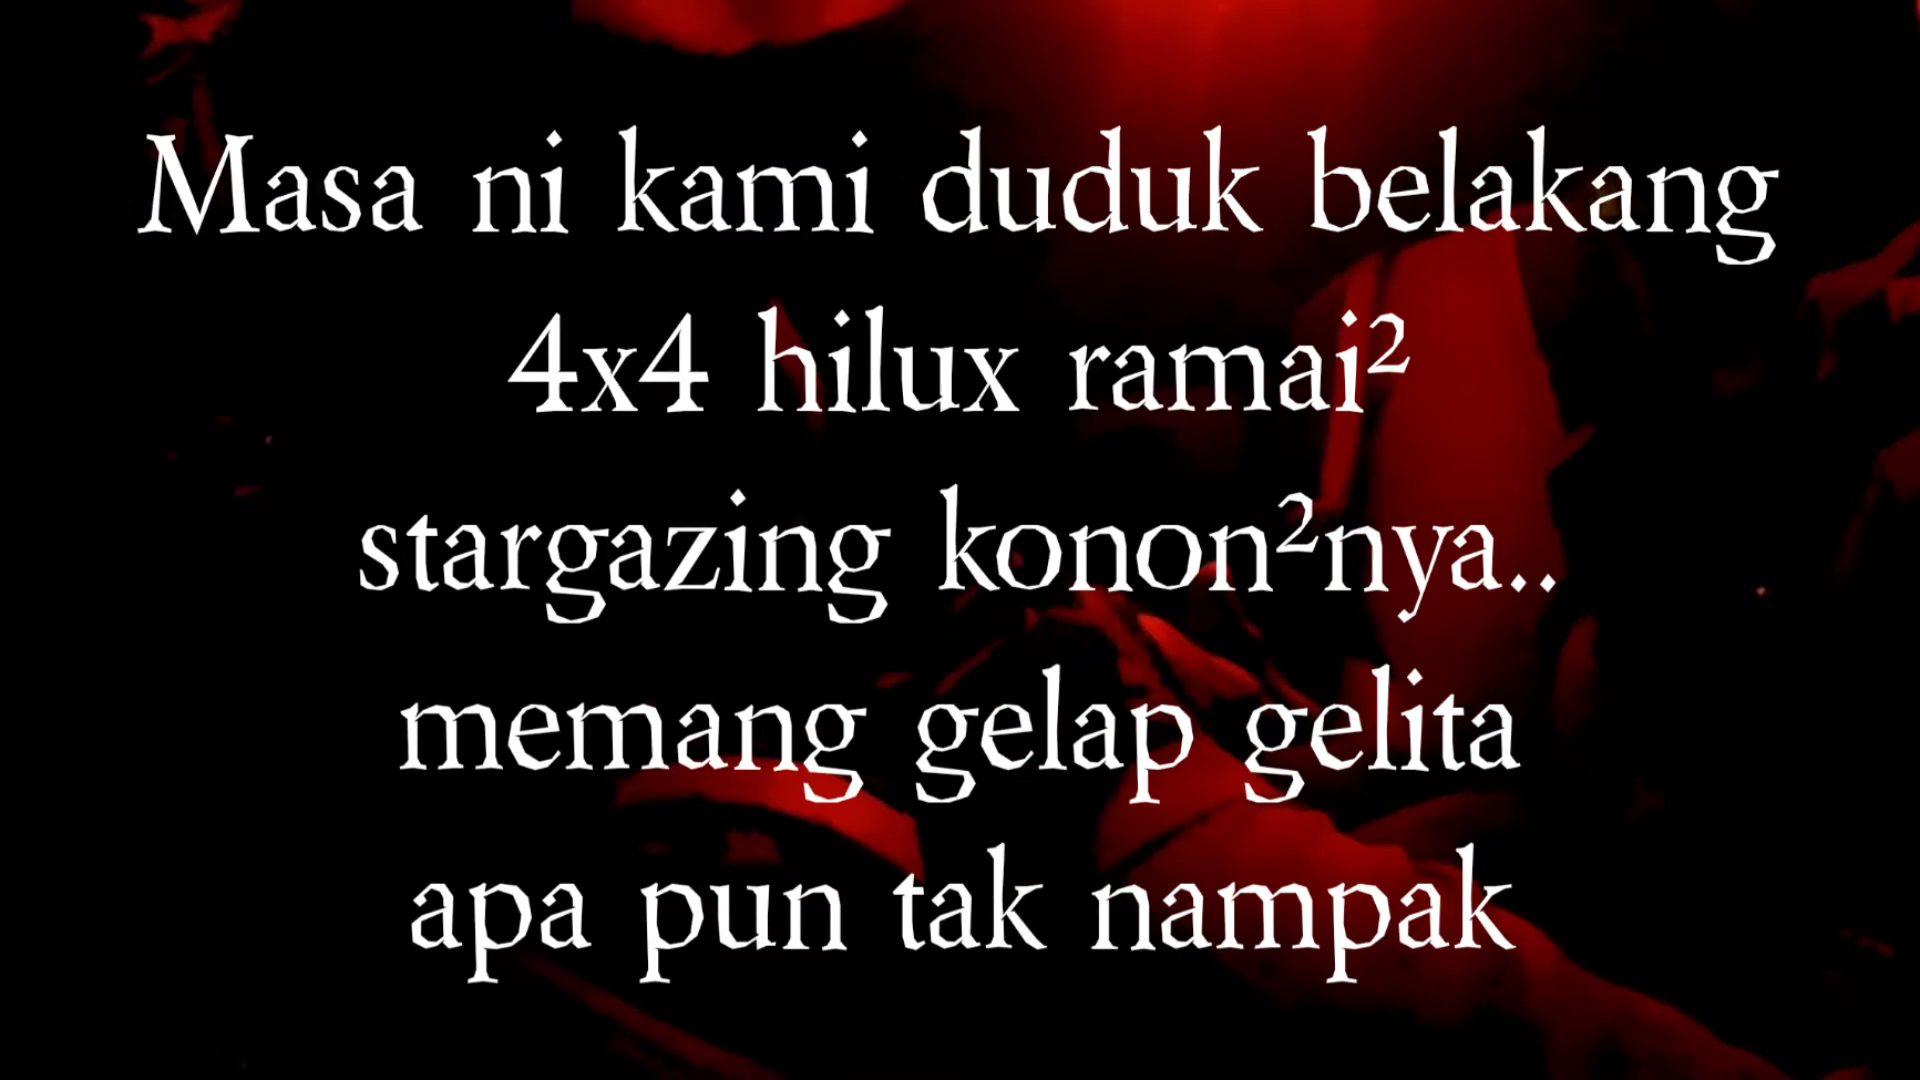 Masa ni kami duduk belakang
4x4 hilux ramai²
stargazing konon²nya..
memang gelap gelita
apa pun tak nampak